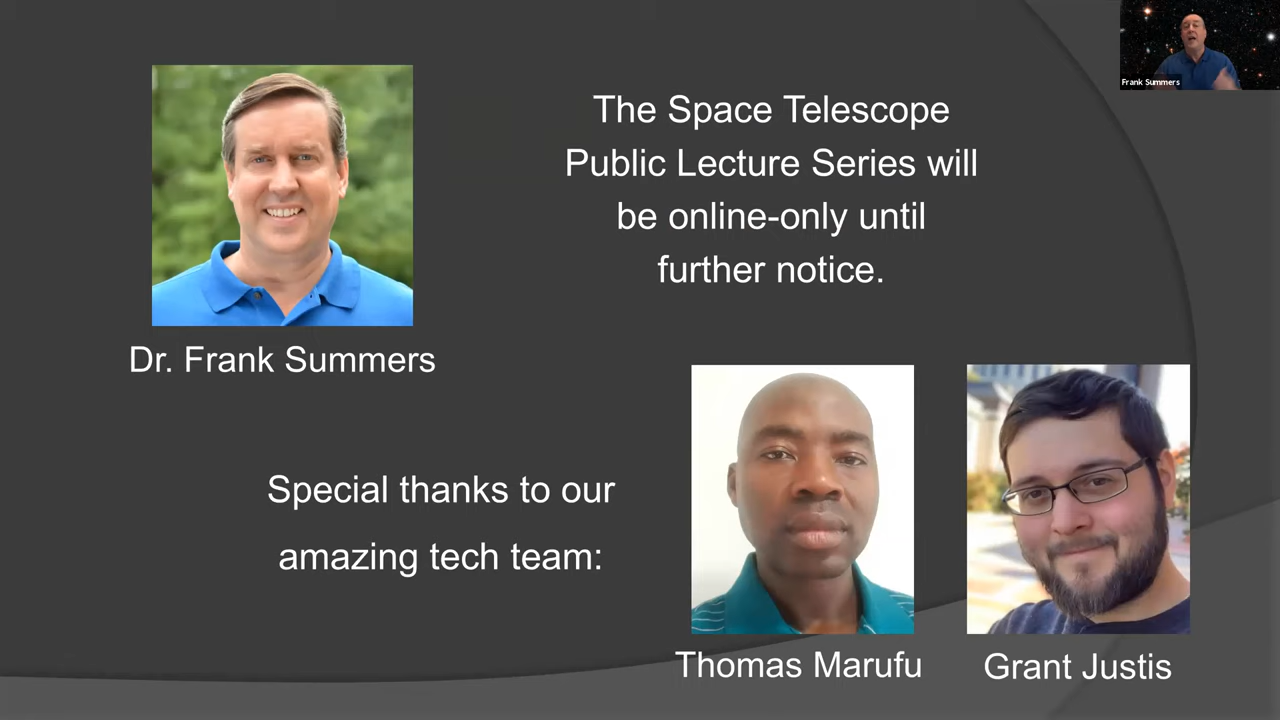 Frank Summers
The Space Telescope
Public Lecture Series will
be online-only until
further notice.
Dr. Frank Summers
Special thanks to our
amazing tech team:
Thomas Marufu
Grant Justis